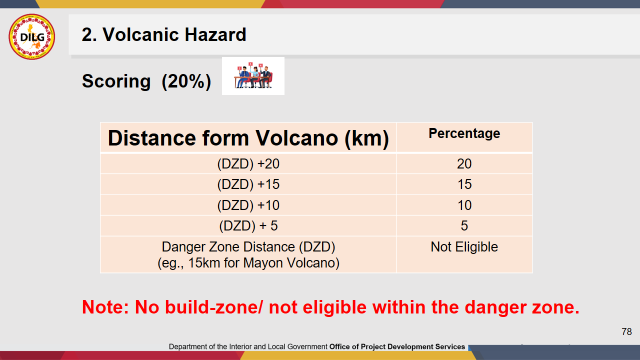 DILG
2. Volcanic Hazard
Scoring (20%)
Distance form Volcano (km) Percentage
(DZD) +20 20
(DZD) +15 15
(DZD) +10 10
(DZD) + 5 5
Danger Zone Distance (DZD) Not Eligible
(eg., 15km for Mayon Volcano)
Note: No build-zone/ not eligible within the danger zone.
78
Department of the Interior and Local Government Office of Project Development Services